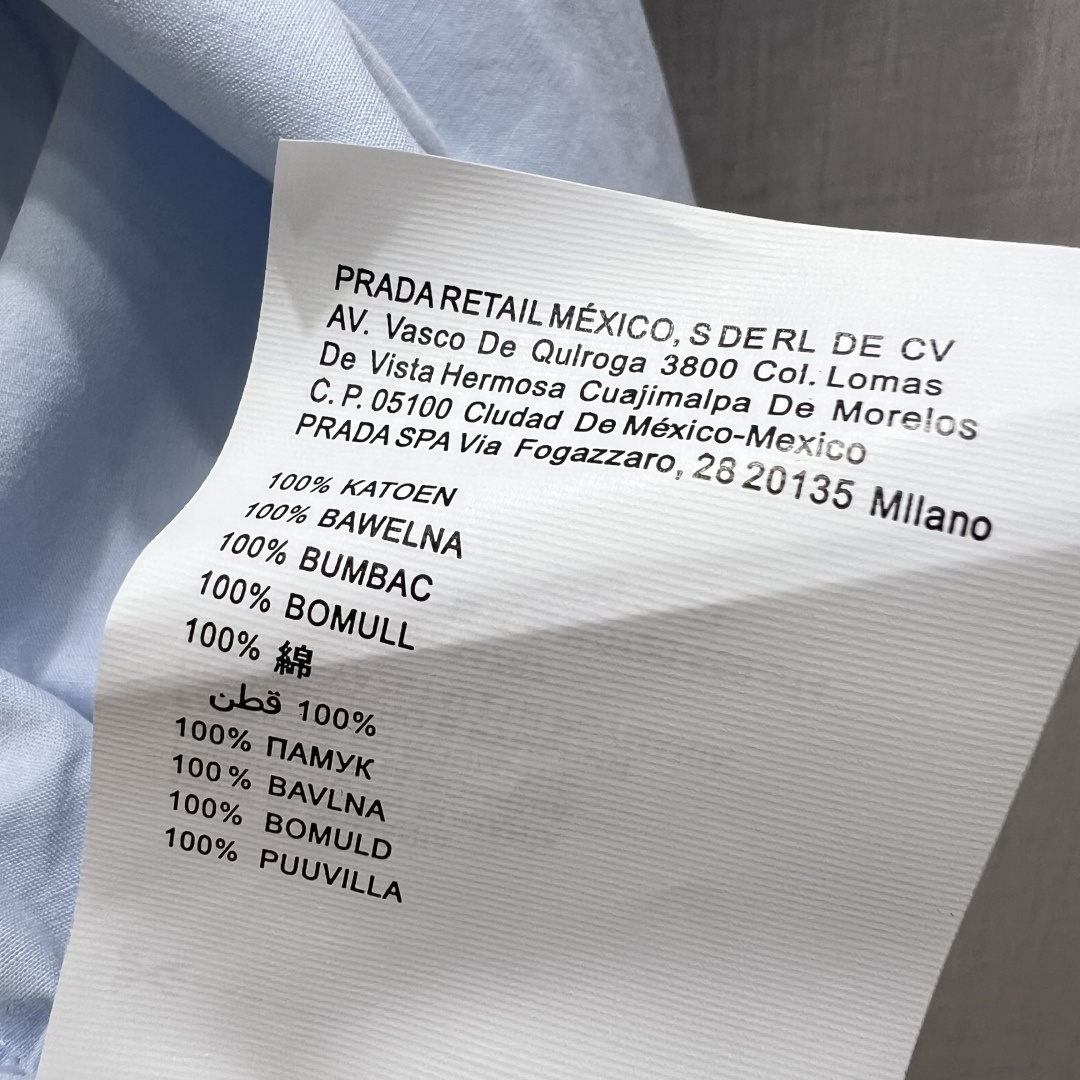 PRADA RETAIL MÉXICO, S DE RL DE CV
AV. Vasco De Qulroga 3800 Col. Lomas
De Vista Hermosa Cuajimalpa De Morelos
C. P. 05100 Cludad De México-Mexico
PRADA SPA Via Fogazzaro, 28 20135 MIlano
100% KATOEN
100% BAWELNA
100% BUMBAC
100% BOMULL
100% 綿
100% قطن
100% ПАМУК
100% BAVLNA
100% BOMULD
100% PUUVILLA